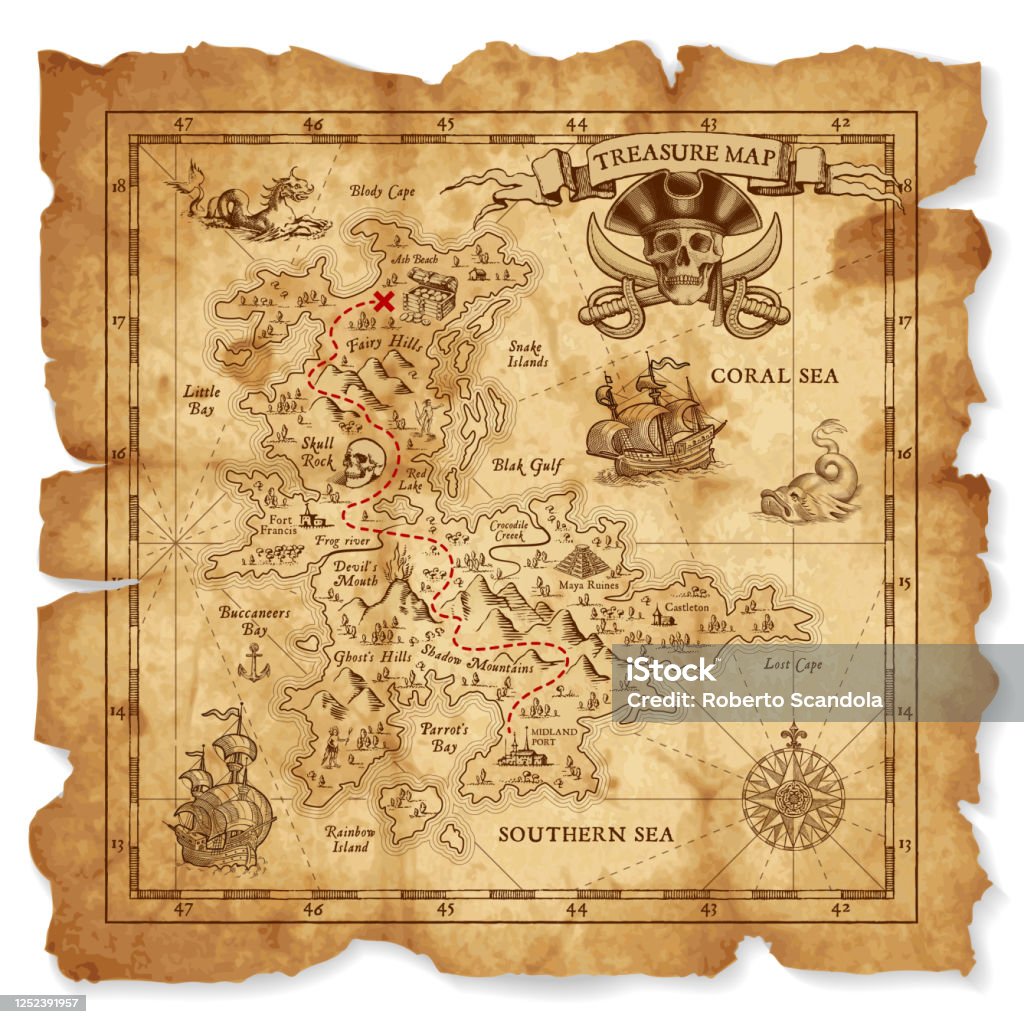 47 46 45 44 43 42
TREASURE MAP
18
18
Blody Cape
Ash Beach
17
17
Fairy Hills
Snake
Islands
CORAL SEA
Little
Bay
Skull
Rock
16
16
Red
Lake
Blak Gulf
Fort
Francis
Crocodile
Creeek
Frog river
Devil's
Mouth
Maya Ruines
15
15
Castleton
Buccaneers
Bay
Ghost's Hills
Shadow Mountains
Lost Cape
iStock™
Credit: Roberto Scandola
14
14
Parrot's
Bay
MIDLAND
PORT
Rainbow
Island
SOUTHERN SEA
13
13
47 46 45 44 43 42
1252391957